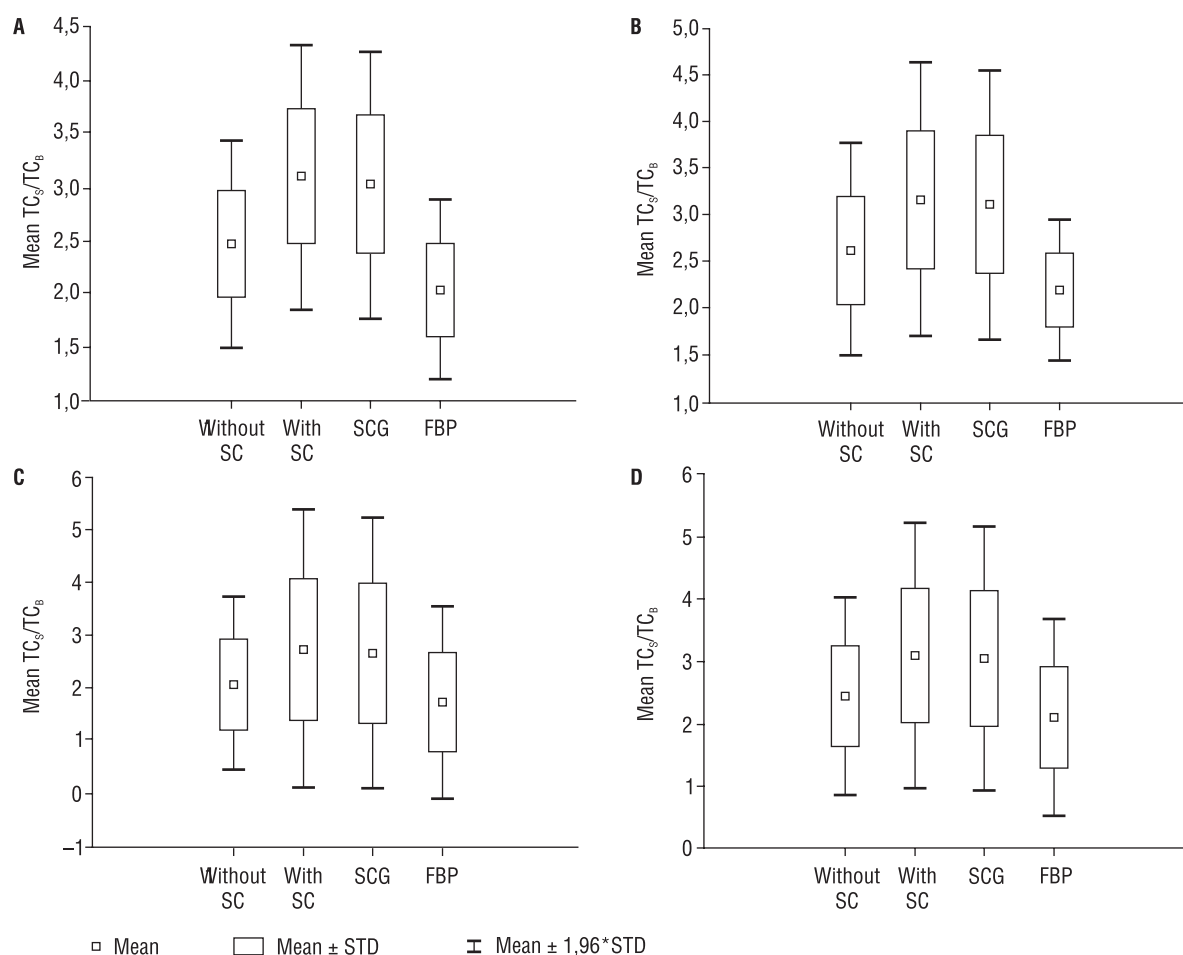 A
Mean TCS/TCB
4,5
4,0
3,5
3,0
2,5
2,0
1,5
1,0
Without SC
With SC
SCG
FBP
B
Mean TCS/TCB
5,0
4,5
4,0
3,5
3,0
2,5
2,0
1,5
1,0
Without SC
With SC
SCG
FBP
C
Mean TCS/TCB
6
5
4
3
2
1
0
–1
Without SC
With SC
SCG
FBP
D
Mean TCS/TCB
6
5
4
3
2
1
0
Without SC
With SC
SCG
FBP
Mean
Mean ± STD
Mean ± 1,96*STD